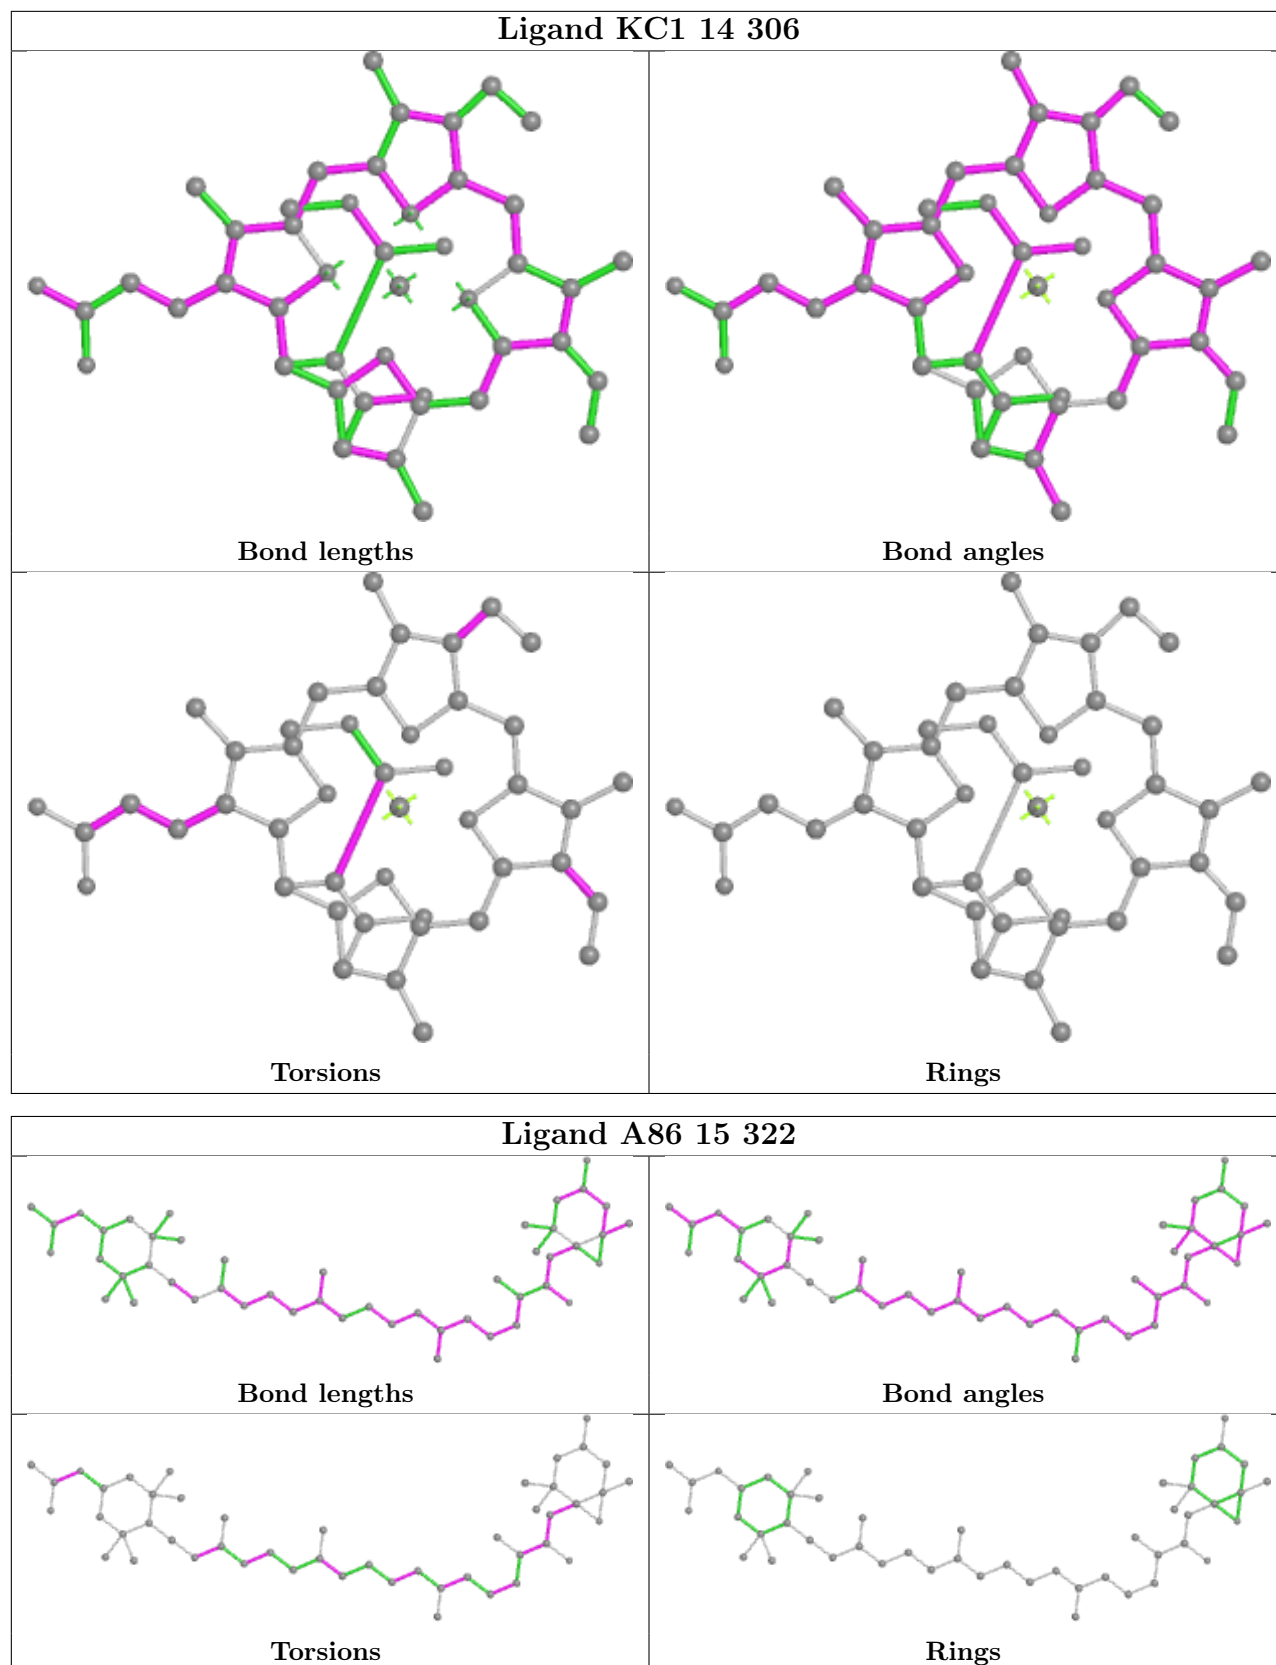 Ligand KC1 14 306
Bond lengths
Bond angles
Torsions
Rings
Ligand A86 15 322
Bond lengths
Bond angles
Torsions
Rings